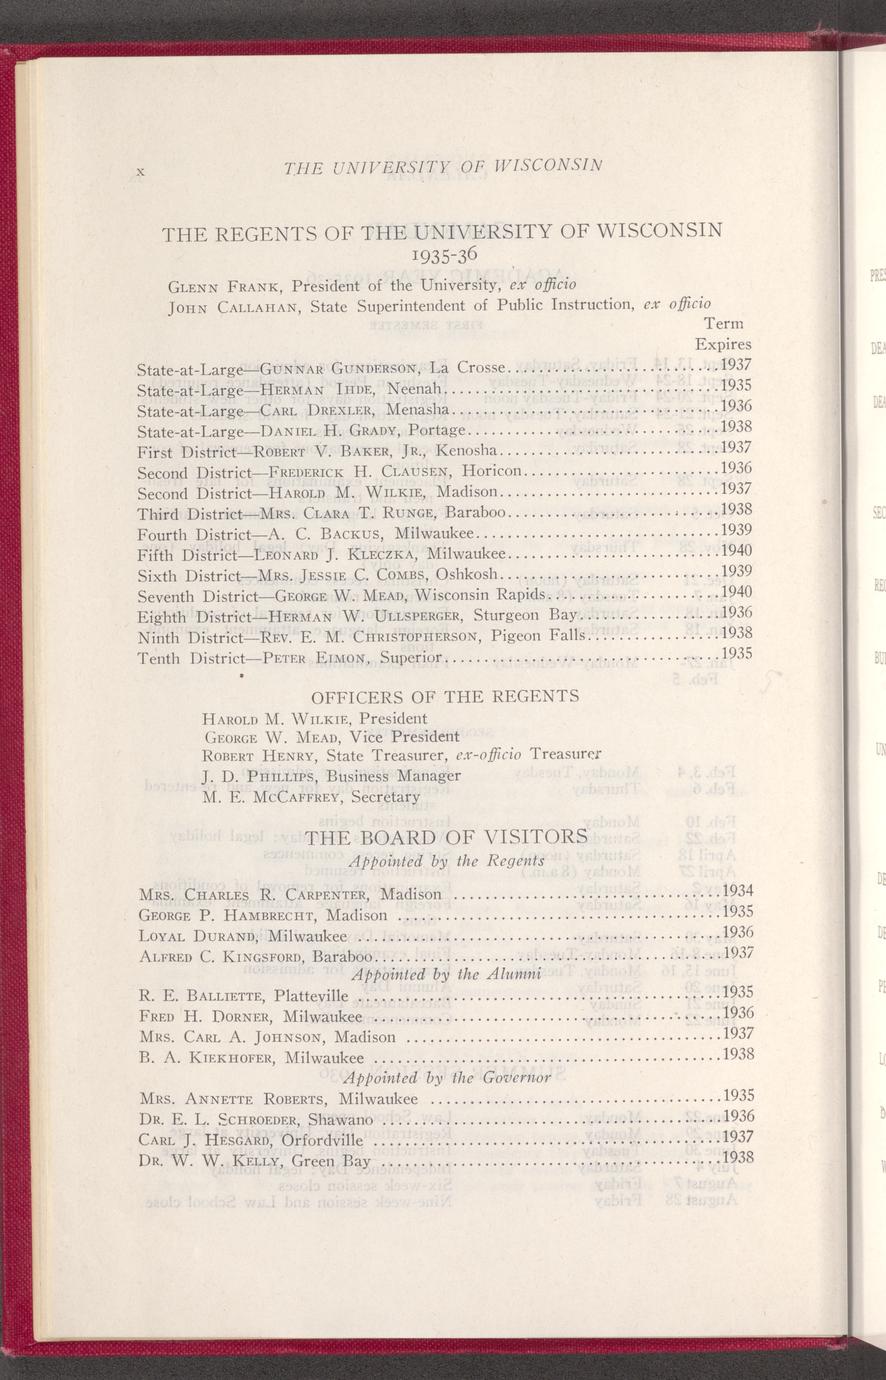 x
THE UNIVERSITY OF WISCONSIN
THE REGENTS OF THE UNIVERSITY OF WISCONSIN
1935-36
GLENN FRANK, President of the University, ex officio
JOHN CALLAHAN, State Superintendent of Public Instruction, ex officio
Term
Expires
State-at-Large—GUNNAR GUNDERSON, La Crosse..........................1937
State-at-Large—HERMAN IHDE, Neenah..................................1935
State-at-Large—CARL DREXLER, Menasha.................................1936
State-at-Large—DANIEL H. GRADY, Portage...............................1938
First District—ROBERT V. BAKER, JR., Kenosha...........................1937
Second District—FREDERICK H. CLAUSEN, Horicon........................1936
Second District—HAROLD M. WILKIE, Madison...........................1937
Third District—MRS. CLARA T. RUNGE, Baraboo..........................1938
Fourth District—A. C. BACKUS, Milwaukee..............................1939
Fifth District—LEONARD J. KLECZKA, Milwaukee..........................1940
Sixth District—MRS. JESSIE C. COMBS, Oshkosh...........................1939
Seventh District—GEORGE W. MEAD, Wisconsin Rapids.....................1940
Eighth District—HERMAN W. ULLSPERGER, Sturgeon Bay.................1936
Ninth District—REV. E. M. CHRISTOPHERSON, Pigeon Falls................1938
Tenth District—PETER EIMON, Superior..................................1935
OFFICERS OF THE REGENTS
HAROLD M. WILKIE, President
GEORGE W. MEAD, Vice President
ROBERT HENRY, State Treasurer, ex-officio Treasurer
J. D. PHILLIPS, Business Manager
M. E. MCCAFFREY, Secretary
THE BOARD OF VISITORS
Appointed by the Regents
MRS. CHARLES R. CARPENTER, Madison .................................1934
GEORGE P. HAMBRECHT, Madison ........................................1935
LOYAL DURAND, Milwaukee .............................................1936
ALFRED C. KINGSFORD, Baraboo...........................................1937
Appointed by the Alumni
R. E. BALLIETTE, Platteville .............................................1935
FRED H. DORNER, Milwaukee ...........................................1936
MRS. CARL A. JOHNSON, Madison .......................................1937
B. A. KIEKHOFER, Milwaukee ...........................................1938
Appointed by the Governor
MRS. ANNETTE ROBERTS, Milwaukee ....................................1935
DR. E. L. SCHROEDER, Shawano ..........................................1936
CARL J. HESGARD, Orfordville ...........................................1937
DR. W. W. KELLY, Green Bay ..........................................1938